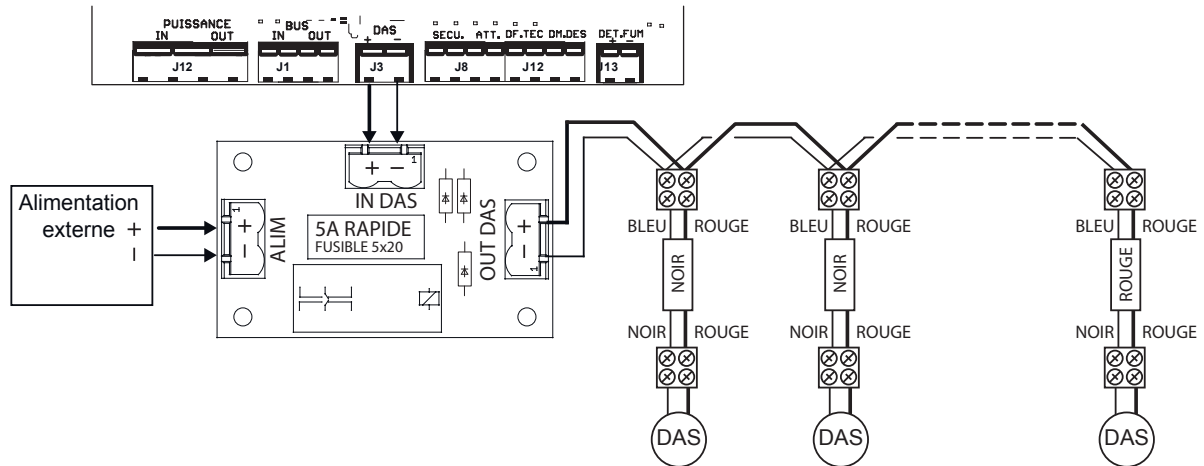 PUISSANCE BUS DAS
IN OUT IN OUT + - SECU. ATT. DF.TEC DM.DES DET.FUM
+ -
J12 J1 J3 J8 J12 J13
Alimentation
externe +
-
+ -
1
IN DAS
1
+
-
ALIM
5A RAPIDE
FUSIBLE 5x20
OUT DAS
+
-
1
BLEU ROUGE BLEU ROUGE BLEU ROUGE
NOIR NOIR ROUGE
NOIR ROUGE NOIR ROUGE NOIR ROUGE
DAS DAS DAS